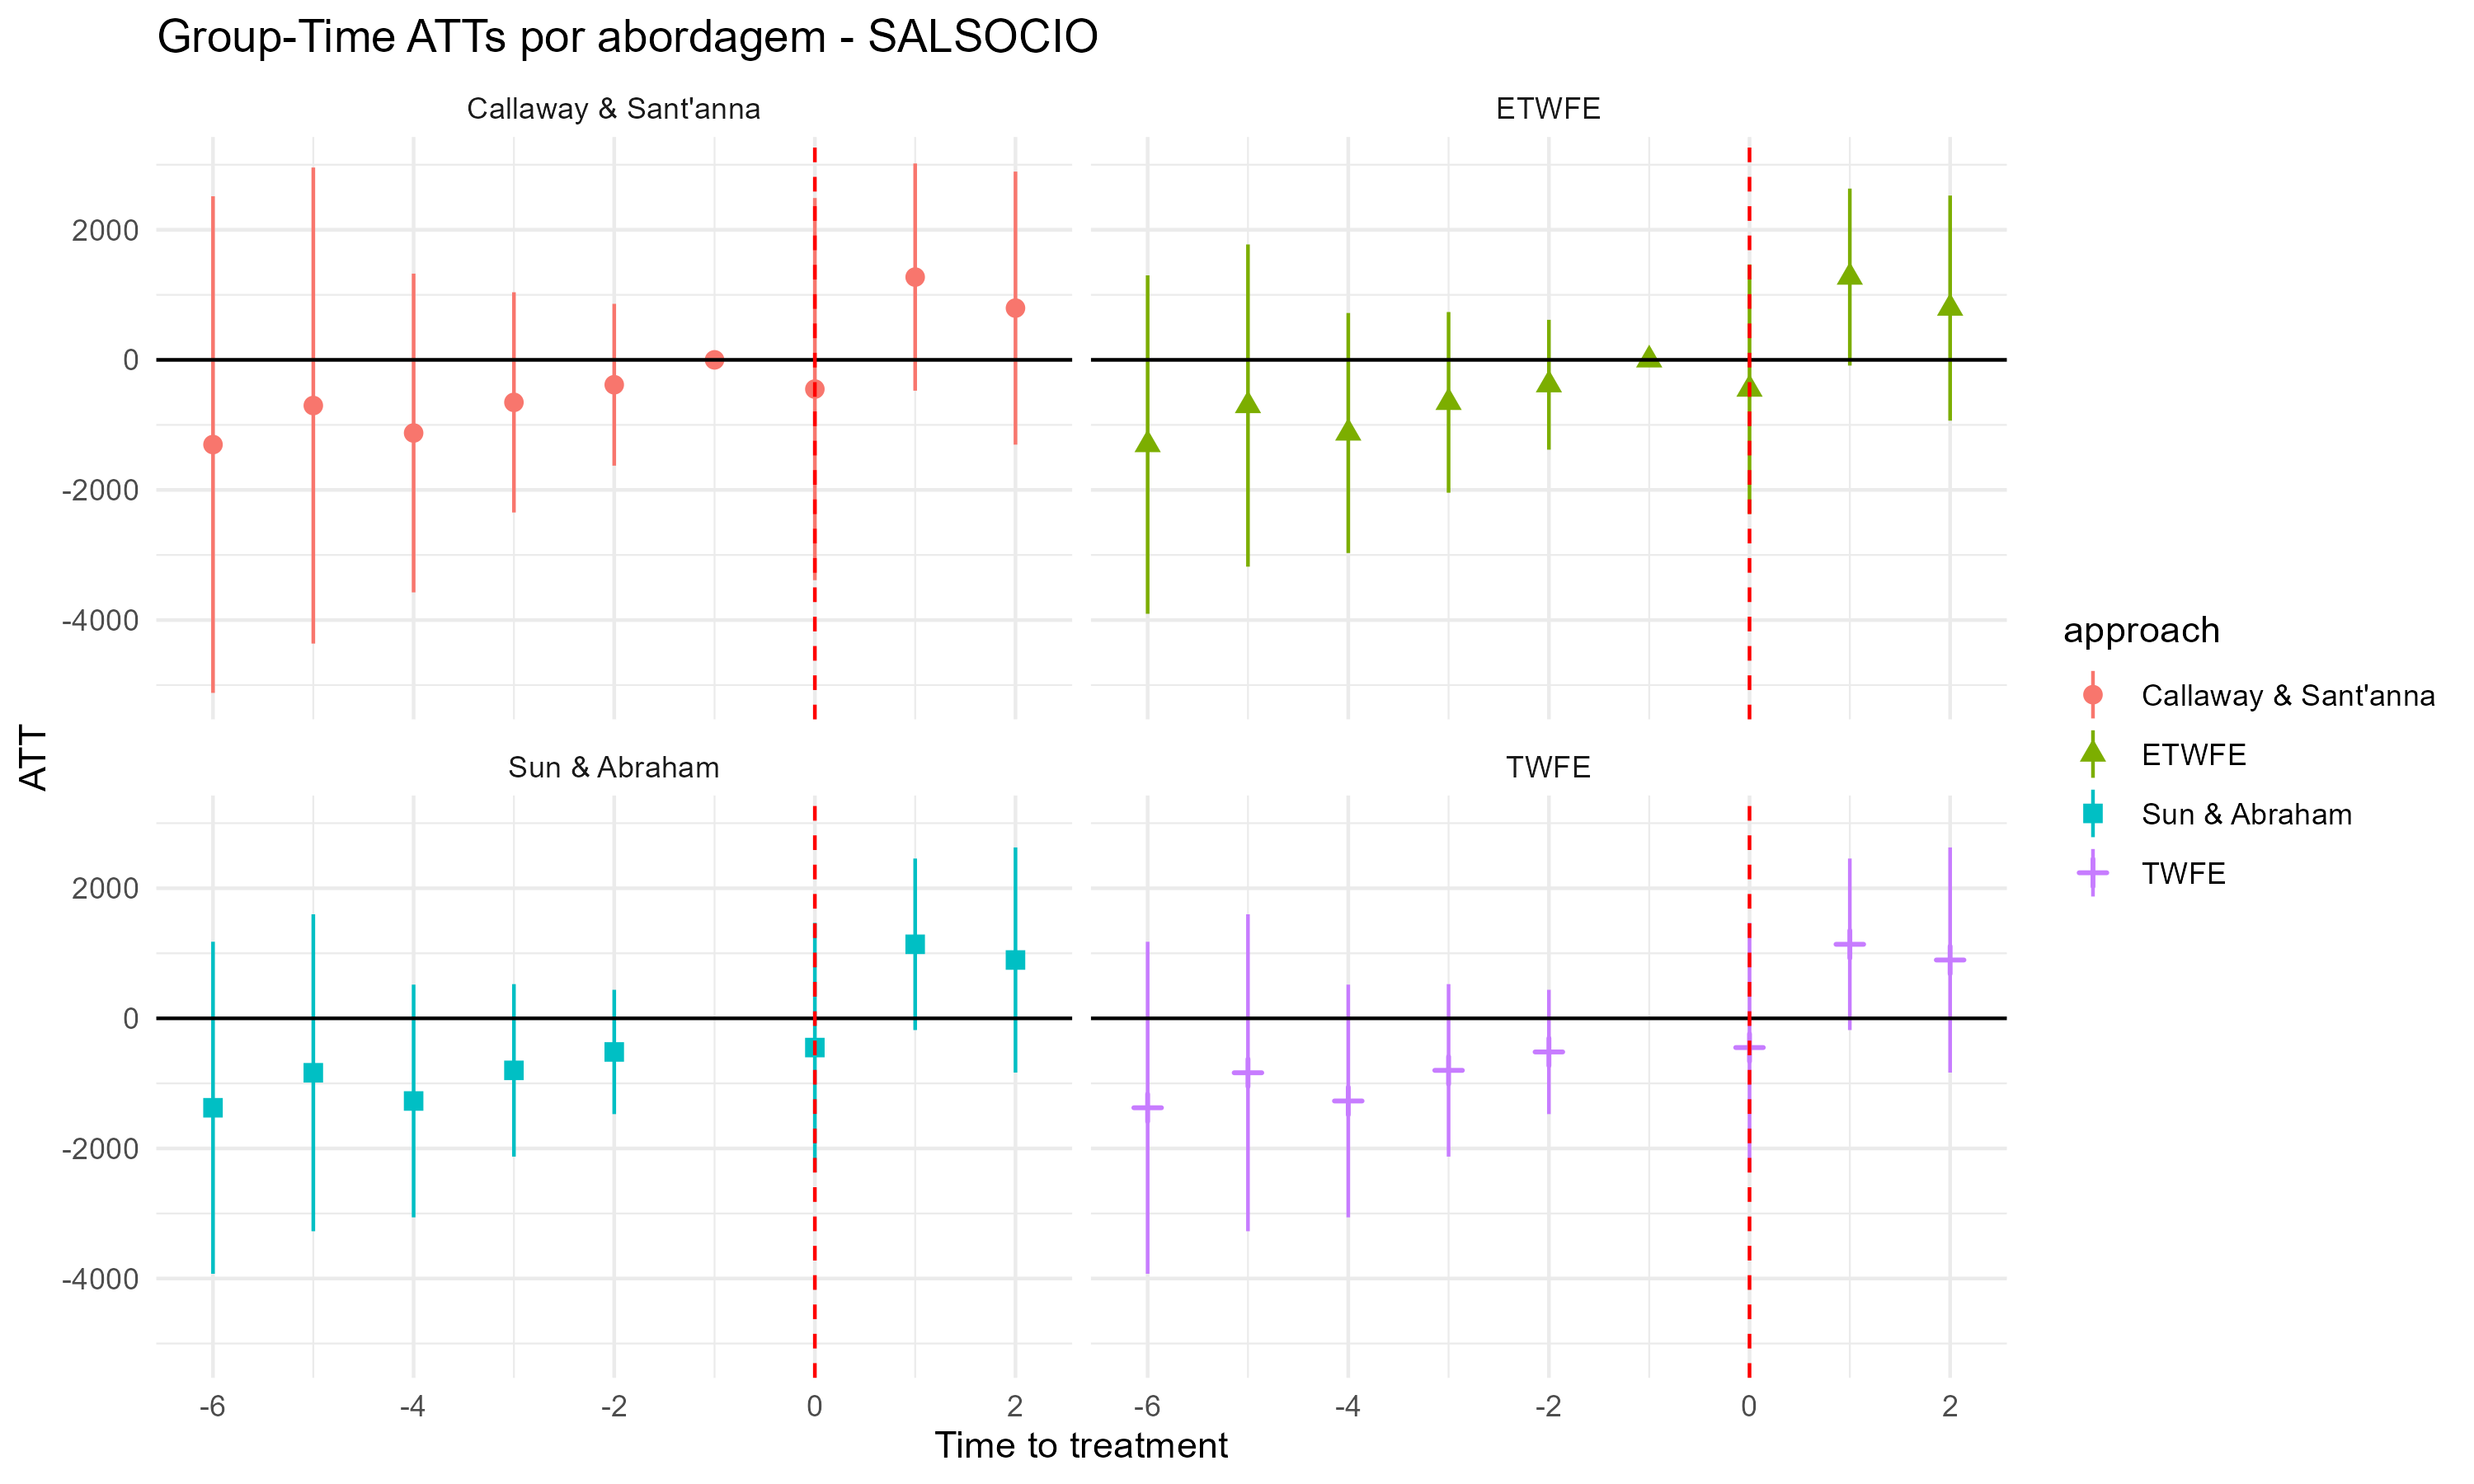 Group-Time ATTs por abordagem - SALSOCIO
Callaway & Sant'anna
ETWFE
2000
0
-2000
-4000
Sun & Abraham
TWFE
2000
0
-2000
-4000
-6 -4 -2 0 2
-6 -4 -2 0 2
Time to treatment
ATT
approach
Callaway & Sant'anna
ETWFE
Sun & Abraham
TWFE